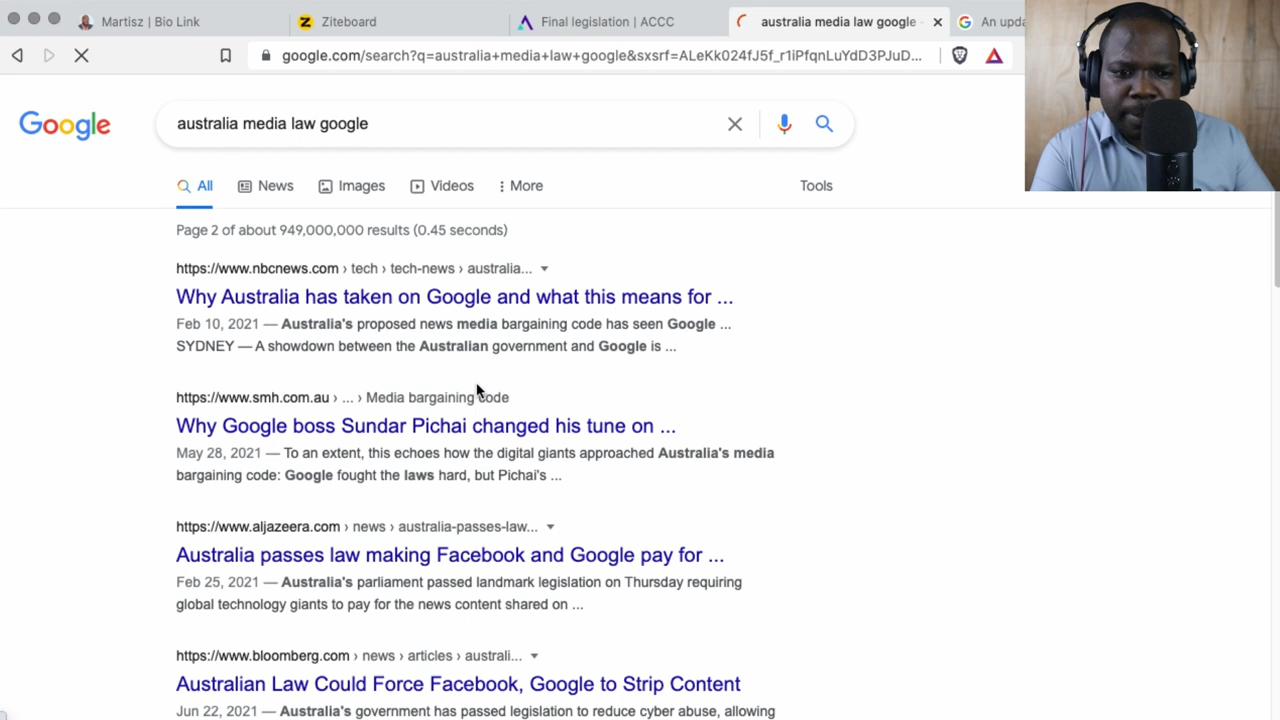 Martisz | Bio Link
Ziteboard
Final legislation | ACCC
australia media law google
An upda
google.com/search?q=australia+media+law+google&sxsrf=ALeKk024fJ5f_r1iPfqnLuYdD3PJuD...
Google
australia media law google
All
News
Images
Videos
More
Tools
Page 2 of about 949,000,000 results (0.45 seconds)
https://www.nbcnews.com › tech › tech-news › australia...
Why Australia has taken on Google and what this means for ...
Feb 10, 2021 — Australia's proposed news media bargaining code has seen Google ...
SYDNEY — A showdown between the Australian government and Google is ...
https://www.smh.com.au › ... › Media bargaining code
Why Google boss Sundar Pichai changed his tune on ...
May 28, 2021 — To an extent, this echoes how the digital giants approached Australia's media
bargaining code: Google fought the laws hard, but Pichai's ...
https://www.aljazeera.com › news › australia-passes-law...
Australia passes law making Facebook and Google pay for ...
Feb 25, 2021 — Australia's parliament passed landmark legislation on Thursday requiring
global technology giants to pay for the news content shared on ...
https://www.bloomberg.com › news › articles › australi...
Australian Law Could Force Facebook, Google to Strip Content
Jun 22, 2021 — Australia's government has passed legislation to reduce cyber abuse, allowing